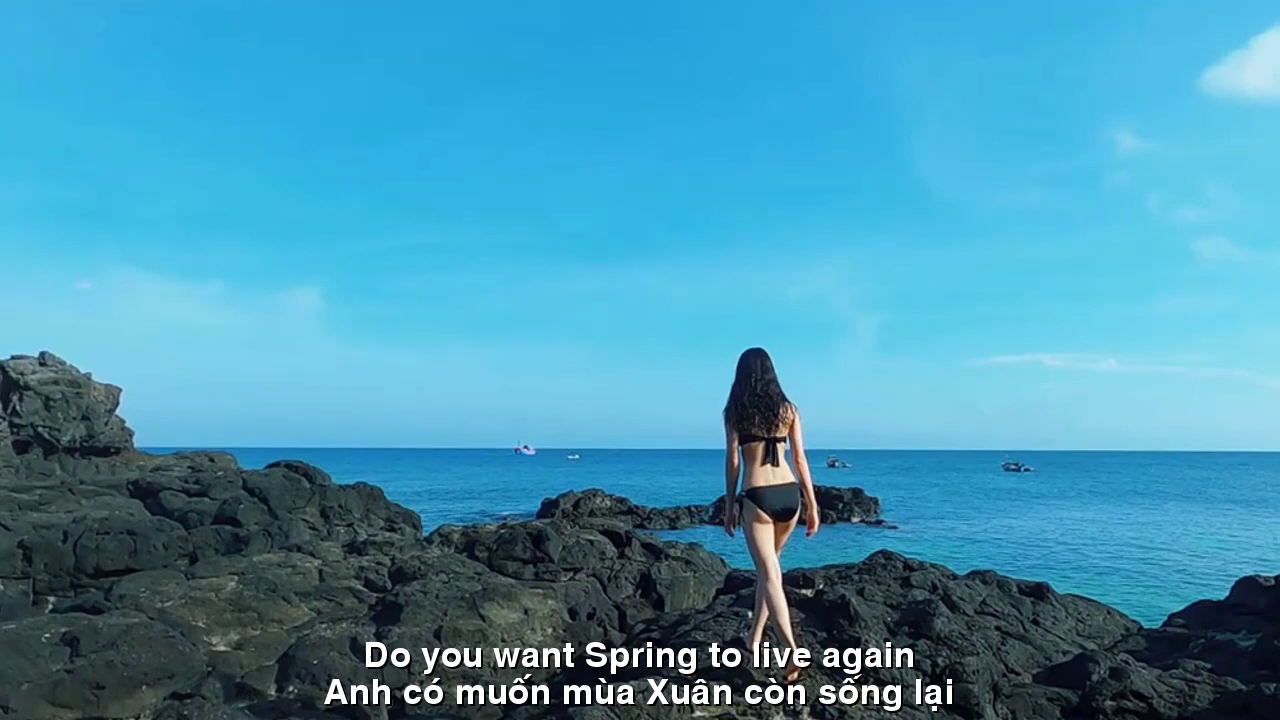 Do you want Spring to live again
Anh có muốn mùa Xuân còn sống lại